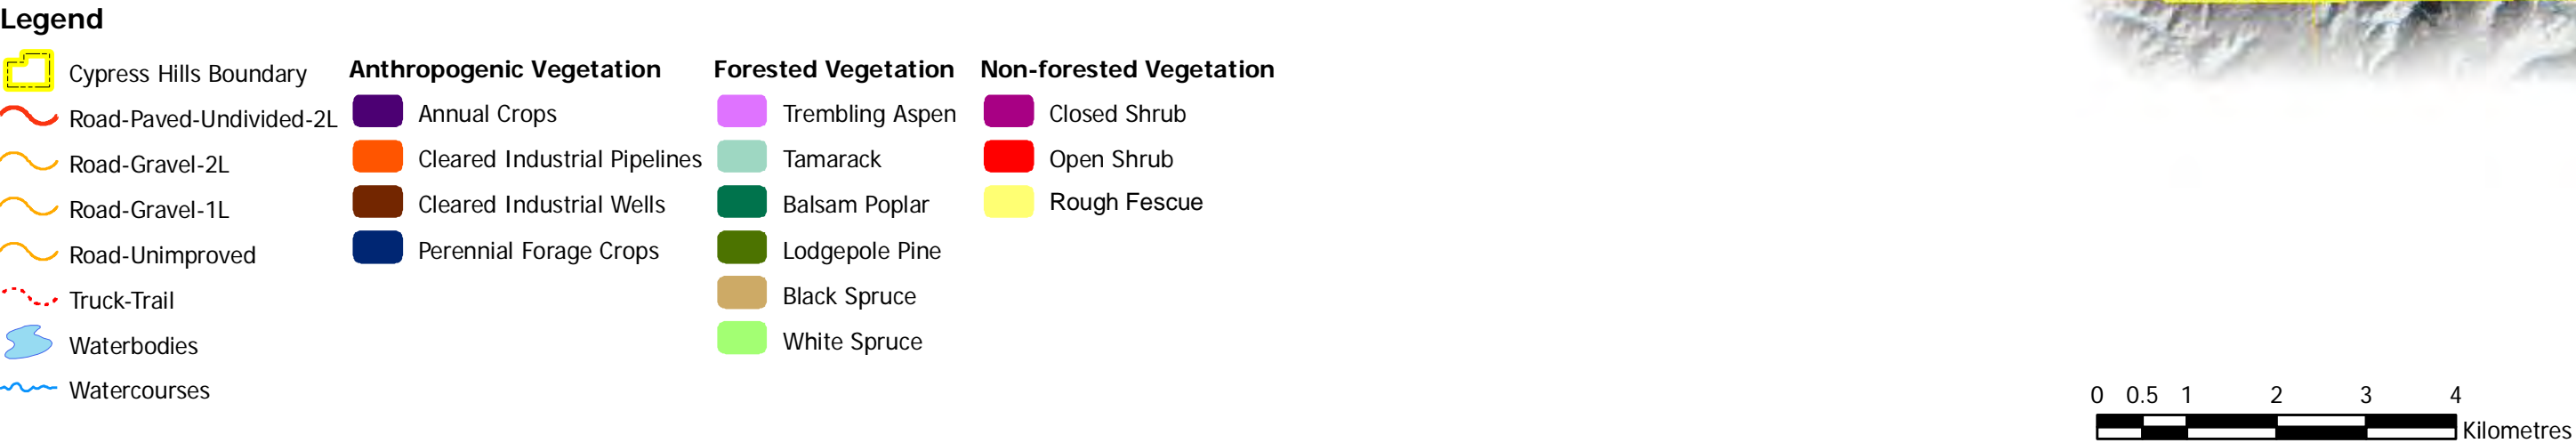 Legend
Cypress Hills Boundary
Road-Paved-Undivided-2L
Road-Gravel-2L
Road-Gravel-1L
Road-Unimproved
Truck-Trail
Waterbodies
Watercourses
Anthropogenic Vegetation
Annual Crops
Cleared Industrial Pipelines
Cleared Industrial Wells
Perennial Forage Crops
Forested Vegetation
Trembling Aspen
Tamarack
Balsam Poplar
Lodgepole Pine
Black Spruce
White Spruce
Non-forested Vegetation
Closed Shrub
Open Shrub
Rough Fescue
0 0.5 1 2 3 4
Kilometres